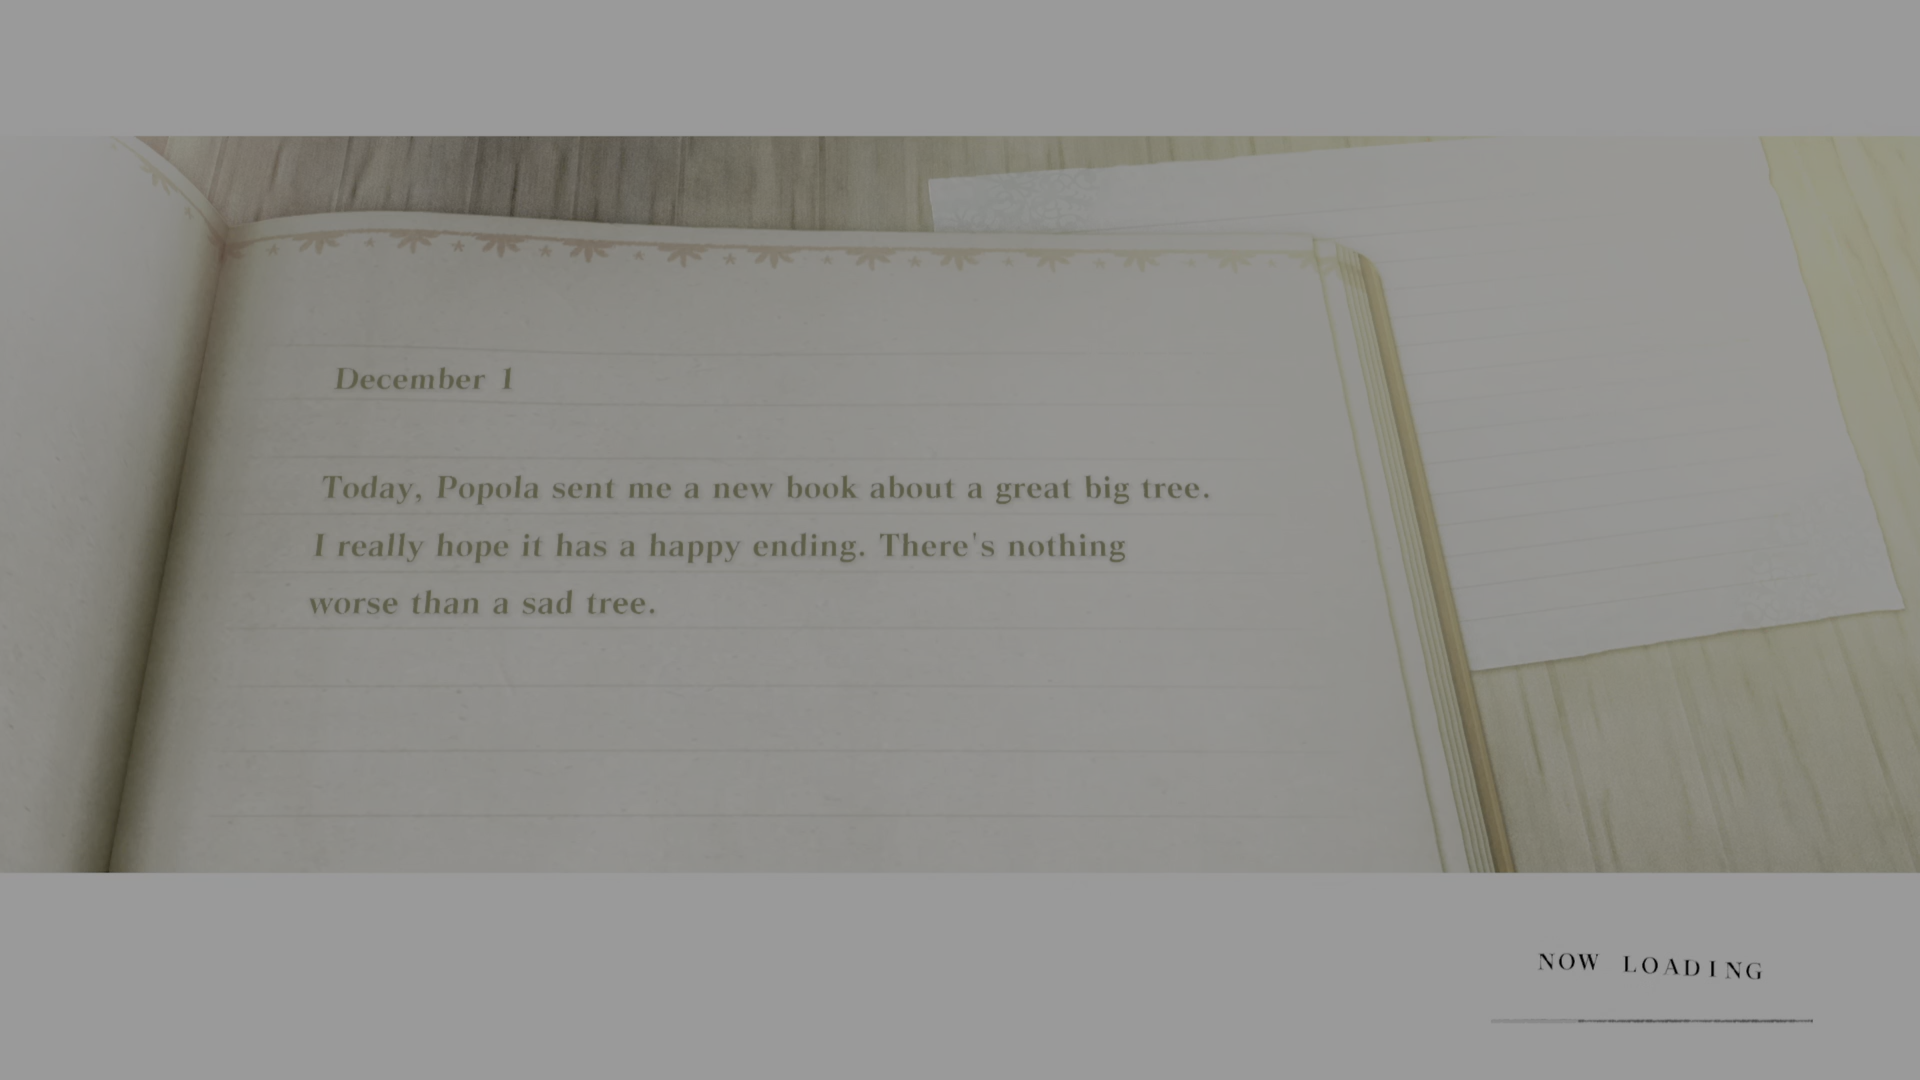 December 1
Today, Popola sent me a new book about a great big tree.
I really hope it has a happy ending. There's nothing
worse than a sad tree.
NOW LOADING